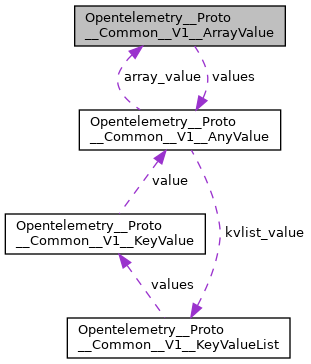 Opentelemetry__Proto
__Common__V1__ArrayValue
array_value
values
Opentelemetry__Proto
__Common__V1__AnyValue
value
kvlist_value
Opentelemetry__Proto
__Common__V1__KeyValue
values
Opentelemetry__Proto
__Common__V1__KeyValueList